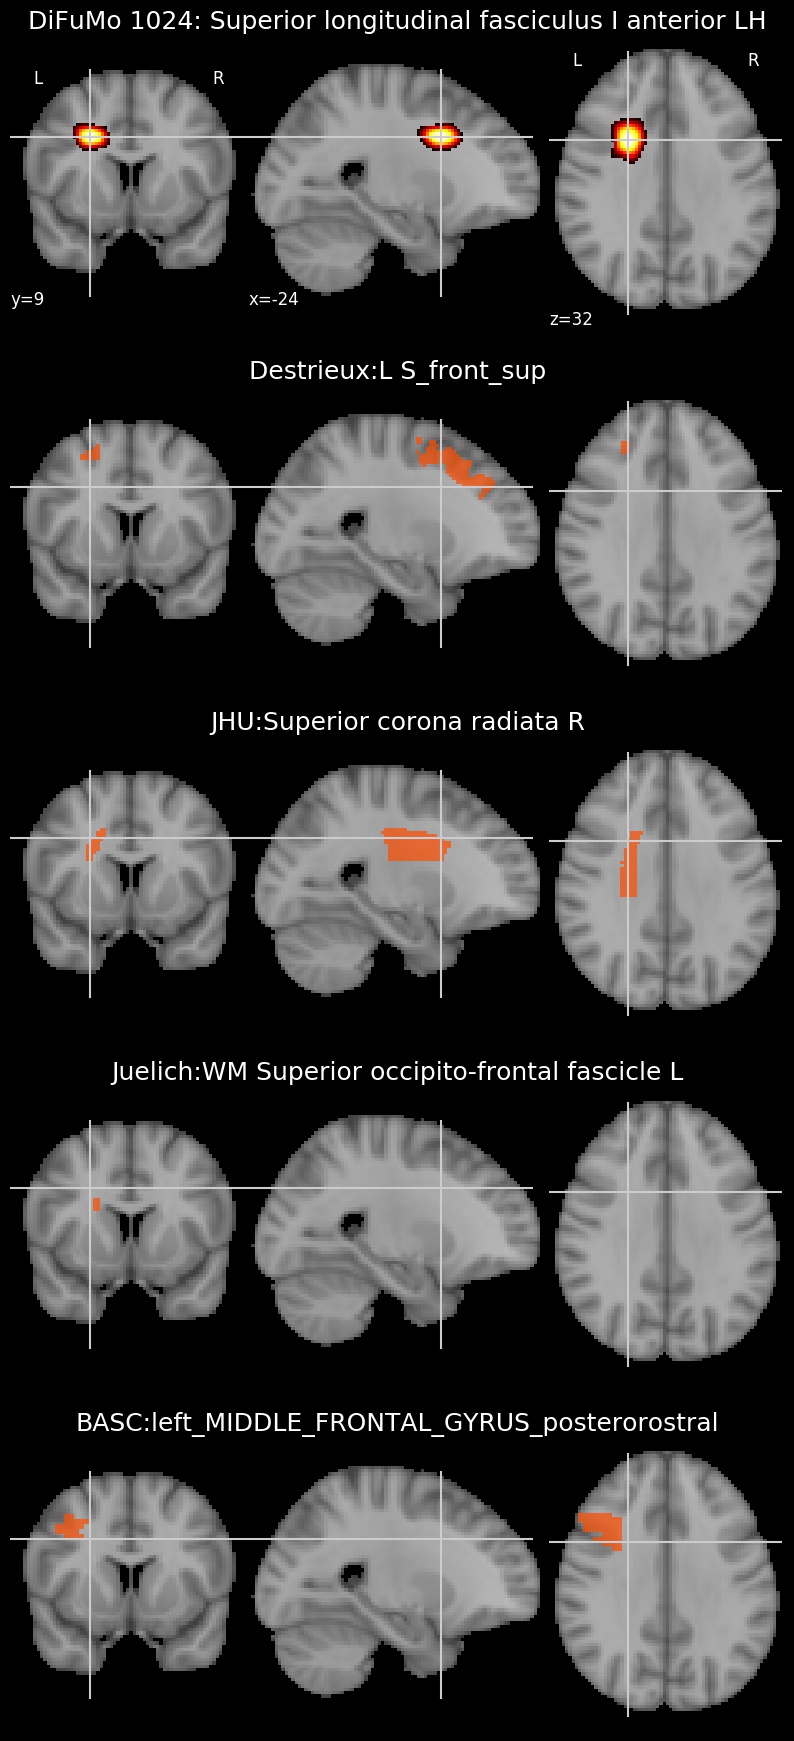 DiFuMo 1024: Superior longitudinal fasciculus I anterior LH
L R L R
y=9 x=-24 z=32
Destrieux:L S_front_sup
JHU:Superior corona radiata R
Juelich:WM Superior occipito-frontal fascicle L
BASC:left_MIDDLE_FRONTAL_GYRUS_posterorostral